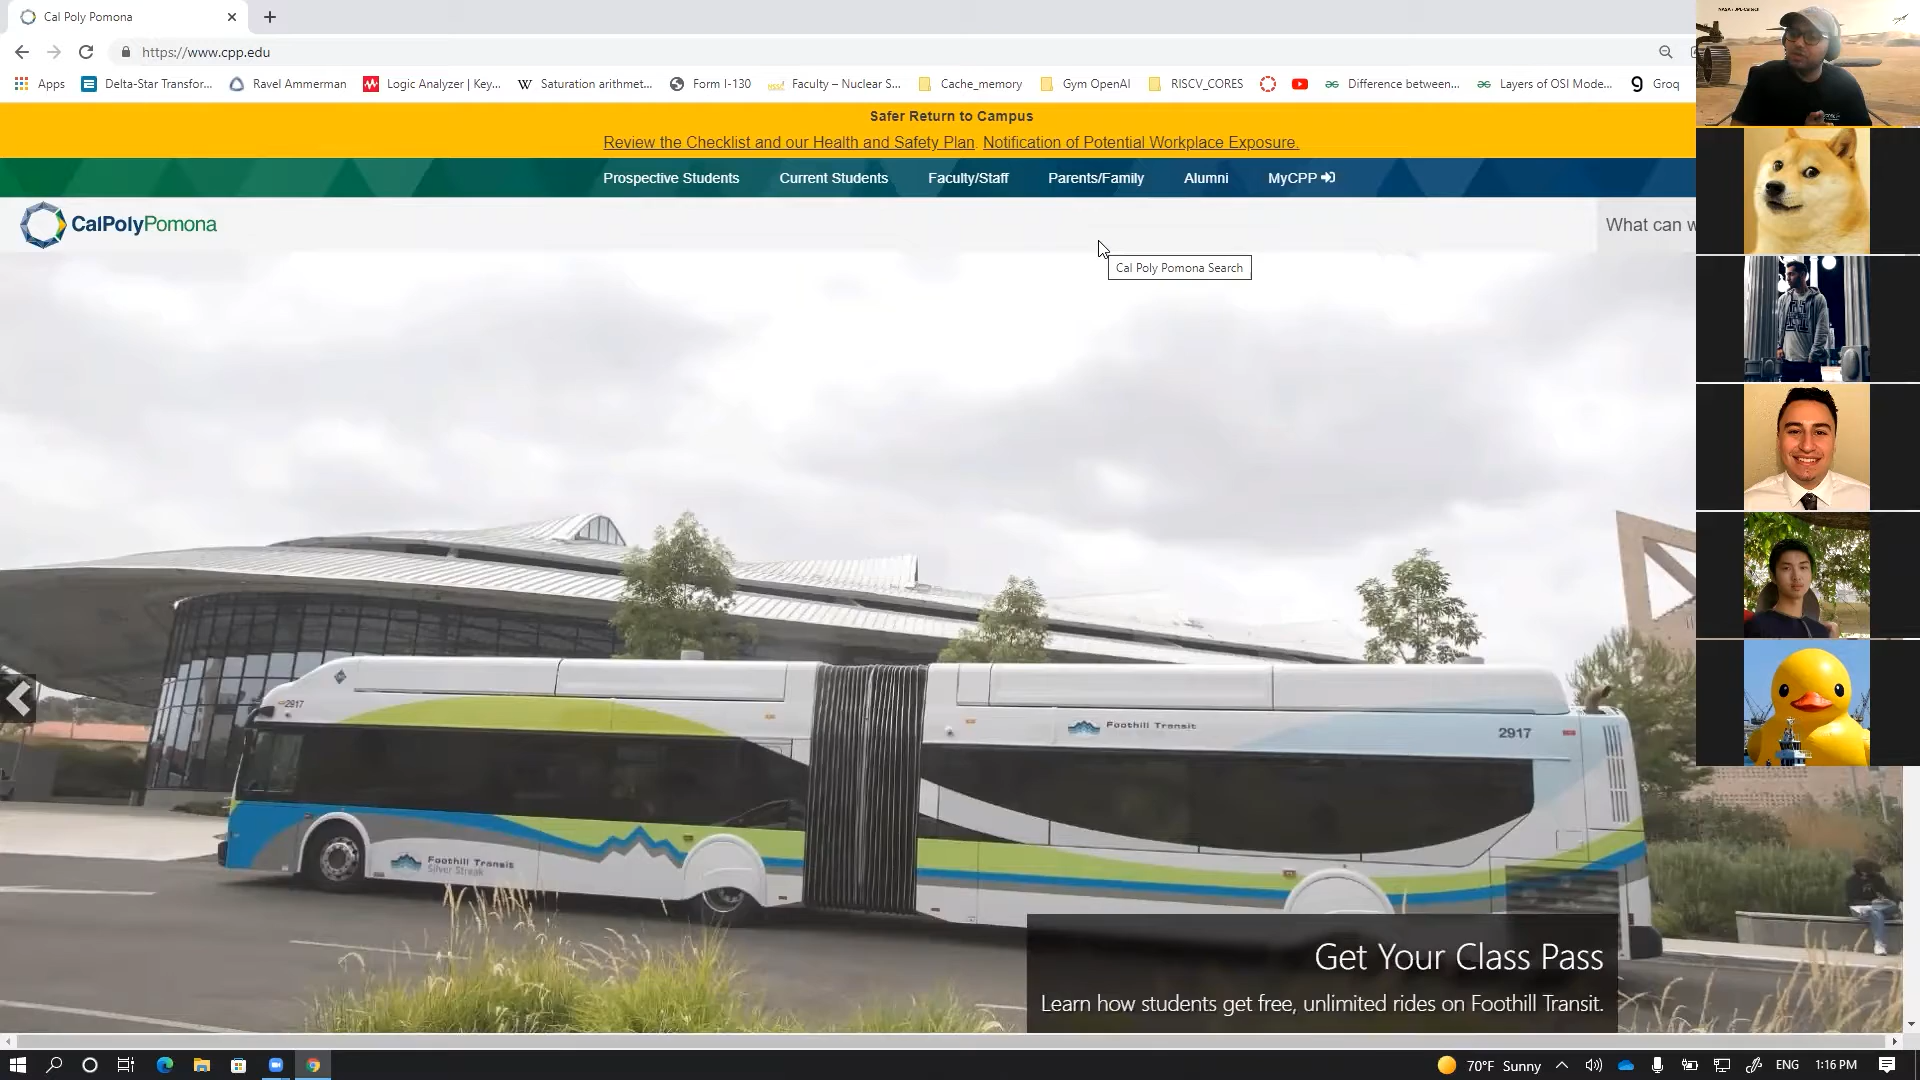 Cal Poly Pomona
https://www.cpp.edu
Apps Delta-Star Transfor... Ravel Ammerman Logic Analyzer | Key... Saturation arithmet... Form I-130 Faculty – Nuclear S... Cache_memory Gym OpenAI RISCV_CORES Difference between... Layers of OSI Mode... Groq
NASA / JPL-Caltech
Safer Return to Campus
Review the Checklist and our Health and Safety Plan. Notification of Potential Workplace Exposure.
Prospective Students Current Students Faculty/Staff Parents/Family Alumni MyCPP
CalPolyPomona
What can w
Cal Poly Pomona Search
2917
Foothill Transit
2917
Foothill Transit
Silver Streak
Get Your Class Pass
Learn how students get free, unlimited rides on Foothill Transit.
70°F Sunny ENG 1:16 PM